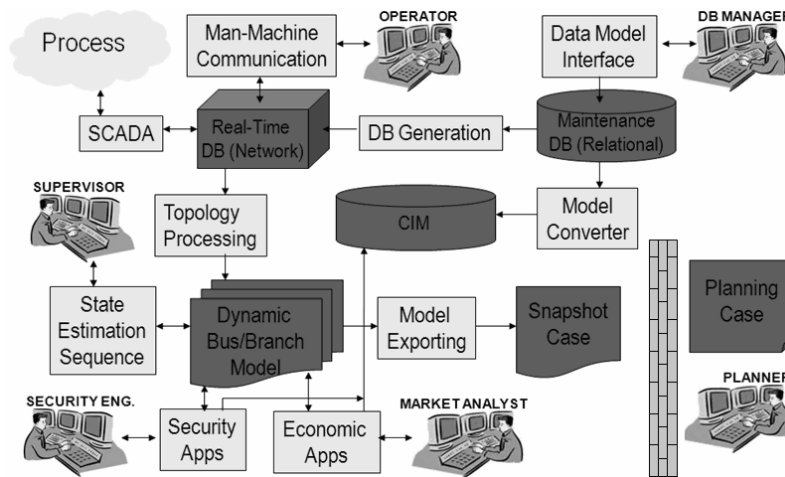 OPERATOR
DB MANAGER
Process
Man-Machine
Communication
Data Model
Interface
SCADA
Real-Time
DB (Network)
DB Generation
Maintenance
DB (Relational)
SUPERVISOR
Topology
Processing
CIM
Model
Converter
State
Estimation
Sequence
Dynamic
Bus/Branch
Model
Model
Exporting
Snapshot
Case
Planning
Case
SECURITY ENG.
Security
Apps
Economic
Apps
MARKET ANALYST
PLANNER